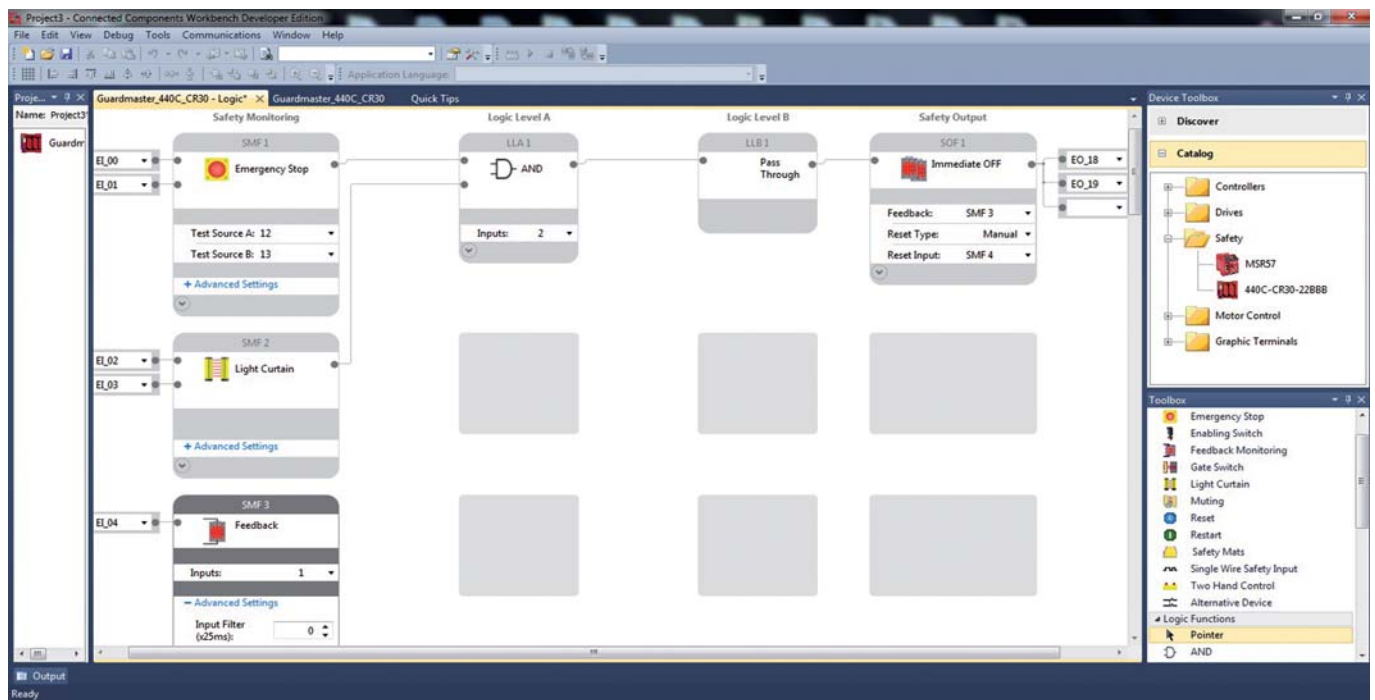 Project3 - Connected Components Workbench Developer Edition
File Edit View Debug Tools Communications Window Help
Application Language:
Proje...
Name: Project3
Guardm
Guardmaster_440C_CR30 - Logic* Guardmaster_440C_CR30 Quick Tips
Safety Monitoring Logic Level A Logic Level B Safety Output
SMF 1
EI_00
EI_01
Emergency Stop
Test Source A: 12
Test Source B: 13
+ Advanced Settings
LLA 1
AND
Inputs: 2
LLB 1
Pass
Through
SOF 1
Immediate OFF
EO_18
EO_19
Feedback: SMF 3
Reset Type: Manual
Reset Input: SMF 4
SMF 2
EI_02
EI_03
Light Curtain
+ Advanced Settings
SMF 3
EI_04
Feedback
Inputs: 1
− Advanced Settings
Input Filter
(x25ms): 0
Device Toolbox
Discover
Catalog
Controllers
Drives
Safety
MSR57
440C-CR30-22BBB
Motor Control
Graphic Terminals
Toolbox
Emergency Stop
Enabling Switch
Feedback Monitoring
Gate Switch
Light Curtain
Muting
Reset
Restart
Safety Mats
Single Wire Safety Input
Two Hand Control
Alternative Device
Logic Functions
Pointer
AND
Output
Ready